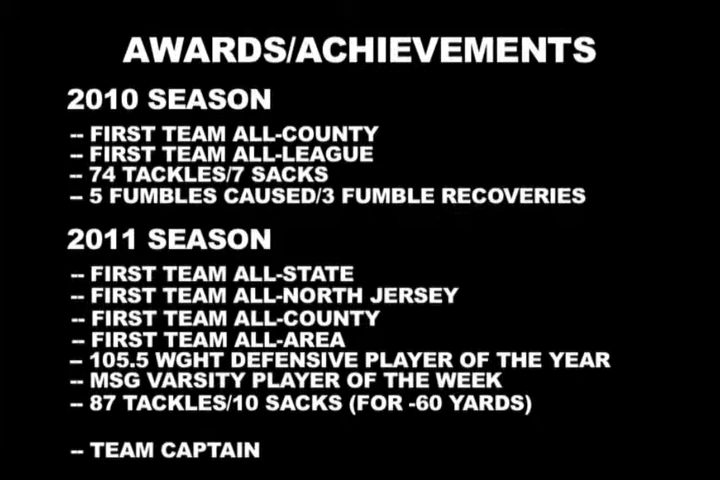 AWARDS/ACHIEVEMENTS
2010 SEASON
-- FIRST TEAM ALL-COUNTY
-- FIRST TEAM ALL-LEAGUE
-- 74 TACKLES/7 SACKS
-- 5 FUMBLES CAUSED/3 FUMBLE RECOVERIES
2011 SEASON
-- FIRST TEAM ALL-STATE
-- FIRST TEAM ALL-NORTH JERSEY
-- FIRST TEAM ALL-COUNTY
-- FIRST TEAM ALL-AREA
-- 105.5 WGHT DEFENSIVE PLAYER OF THE YEAR
-- MSG VARSITY PLAYER OF THE WEEK
-- 87 TACKLES/10 SACKS (FOR -60 YARDS)
-- TEAM CAPTAIN